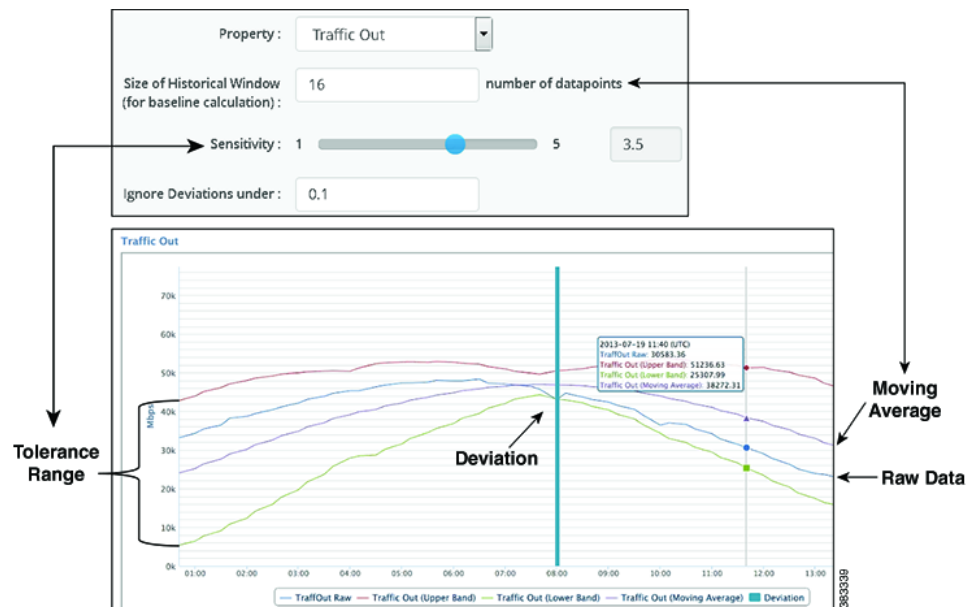 Property :
Traffic Out
Size of Historical Window
(for baseline calculation) :
16
number of datapoints
Sensitivity :
1
5
3.5
Ignore Deviations under :
0.1
Traffic Out
70k
60k
50k
40k
30k
20k
10k
0k
Mbps
2013-07-19 11:40 (UTC)
TraffOut Raw: 30583.36
Traffic Out (Upper Band): 51236.63
Traffic Out (Lower Band): 25307.99
Traffic Out (Moving Average): 38272.31
Deviation
Tolerance
Range
Moving
Average
Raw Data
01:00
02:00
03:00
04:00
05:00
06:00
07:00
08:00
09:00
10:00
11:00
12:00
13:00
TraffOut Raw
Traffic Out (Upper Band)
Traffic Out (Lower Band)
Traffic Out (Moving Average)
Deviation
383339